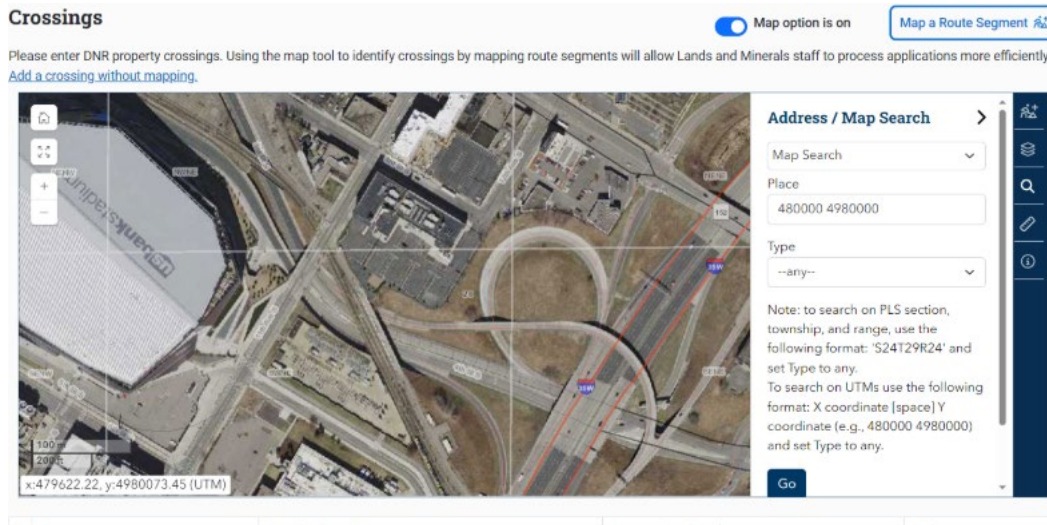 Crossings
Map option is on
Map a Route Segment
Please enter DNR property crossings. Using the map tool to identify crossings by mapping route segments will allow Lands and Minerals staff to process applications more efficiently
Add a crossing without mapping.
Address / Map Search
Map Search
Place
480000 4980000
Type
--any--
Note: to search on PLS section,
township, and range, use the
following format: 'S24T29R24' and
set Type to any.
To search on UTMs use the following
format: X coordinate [space] Y
coordinate (e.g., 480000 4980000)
and set Type to any.
Go
usbankstadium
152
35W
35W
100 m
200 ft
x:479622.22, y:4980073.45 (UTM)